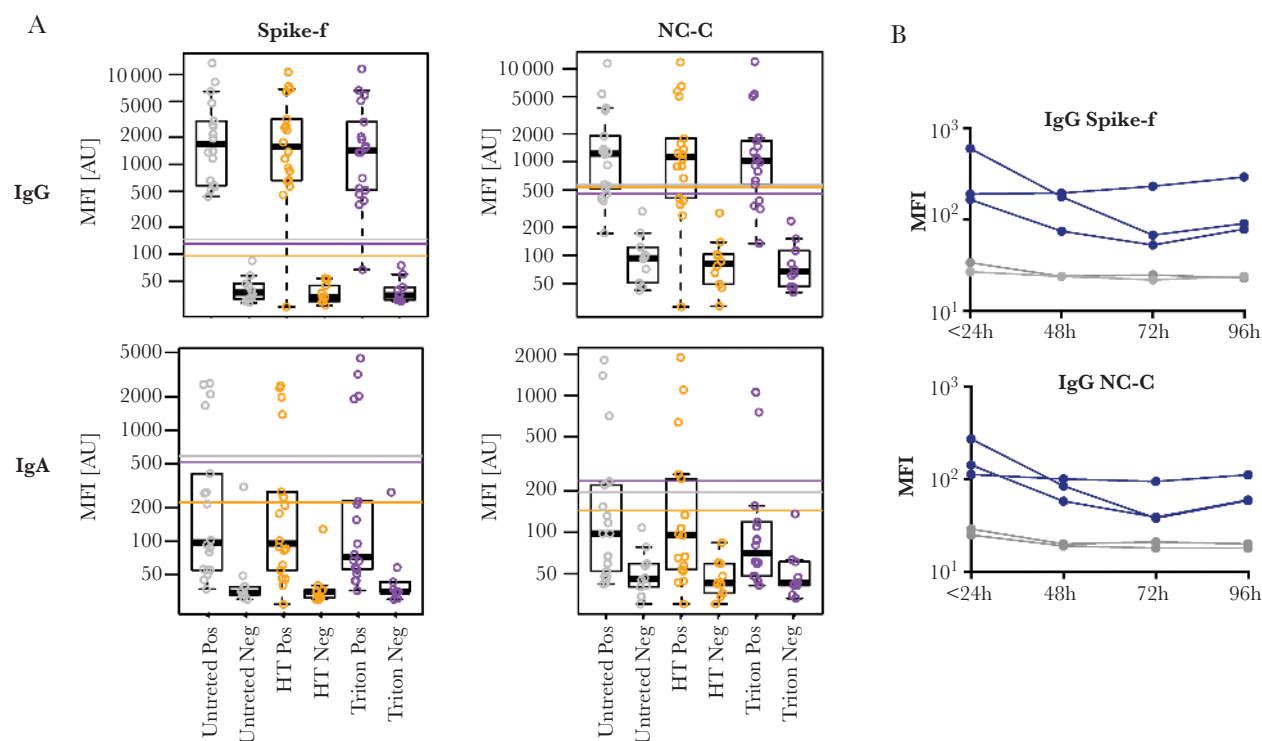 A
Spike-f
NC-C
B
IgG
MFI [AU]
10 000
5000
2000
1000
500
200
100
50
MFI [AU]
10 000
5000
2000
1000
500
200
100
50
IgG Spike-f
MFI
10³
10²
10¹
<24h 48h 72h 96h
IgA
MFI [AU]
5000
2000
1000
500
200
100
50
MFI [AU]
2000
1000
500
200
100
50
IgG NC-C
MFI
10³
10²
10¹
<24h 48h 72h 96h
Untreted Pos
Untreted Neg
HT Pos
HT Neg
Triton Pos
Triton Neg
Untreted Pos
Untreted Neg
HT Pos
HT Neg
Triton Pos
Triton Neg